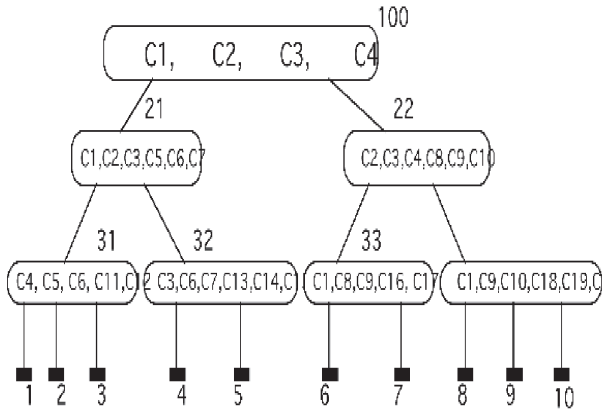 100
C1, C2, C3, C4
21 22
C1,C2,C3,C5,C6,C7 C2,C3,C4,C8,C9,C10
31 32 33
C4, C5, C6, C11,C12 C3,C6,C7,C13,C14,C1 C1,C8,C9,C16, C17 C1,C9,C10,C18,C19,C
1 2 3 4 5 6 7 8 9 10